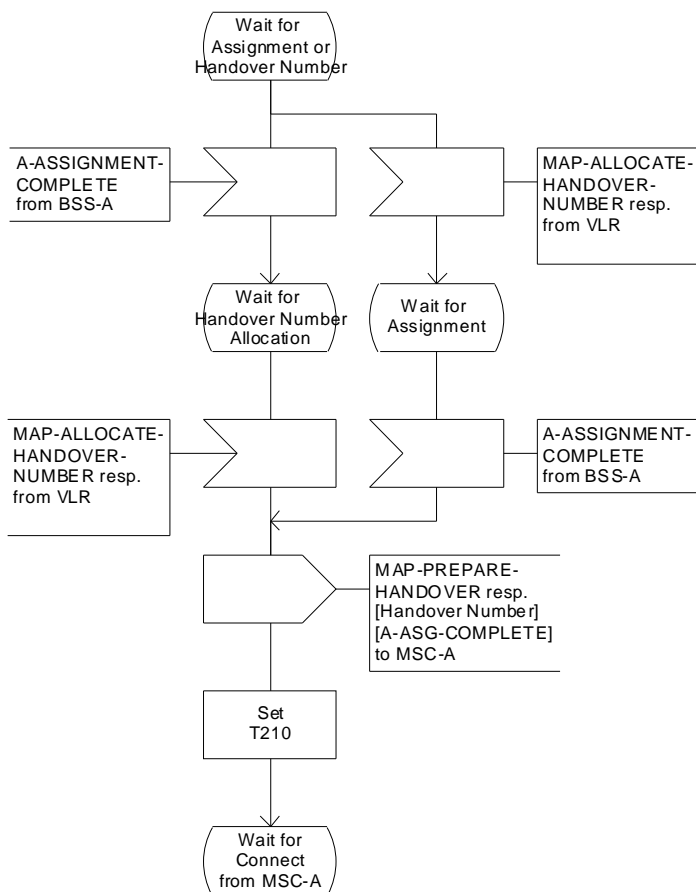 Wait for
Assignment or
Handover Number
A-ASSIGNMENT-
COMPLETE
from BSS-A
MAP-ALLOCATE-
HANDOVER-
NUMBER resp.
from VLR
Wait for
Handover Number
Allocation
Wait for
Assignment
MAP-ALLOCATE-
HANDOVER-
NUMBER resp.
from VLR
A-ASSIGNMENT-
COMPLETE
from BSS-A
MAP-PREPARE-
HANDOVER resp.
[Handover Number]
[A-ASG-COMPLETE]
to MSC-A
Set
T210
Wait for
Connect
from MSC-A